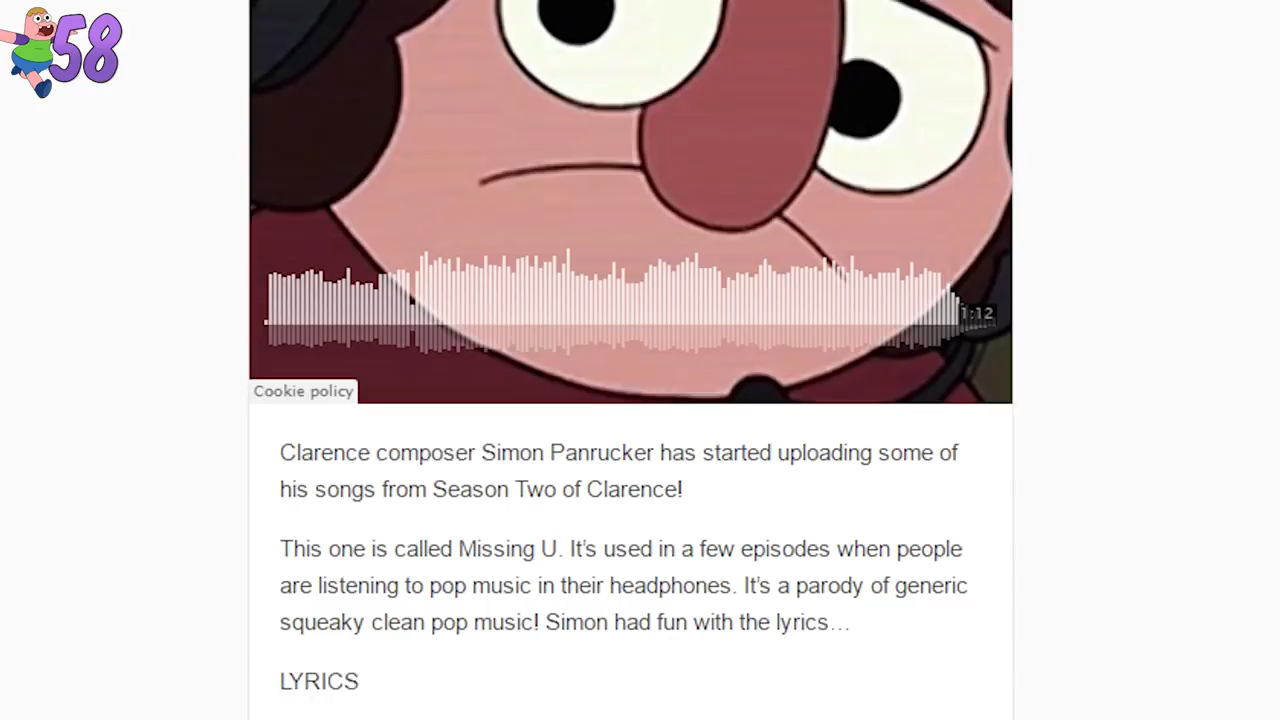 58
1:12
Cookie policy
Clarence composer Simon Panrucker has started uploading some of
his songs from Season Two of Clarence!
This one is called Missing U. It’s used in a few episodes when people
are listening to pop music in their headphones. It’s a parody of generic
squeaky clean pop music! Simon had fun with the lyrics…
LYRICS